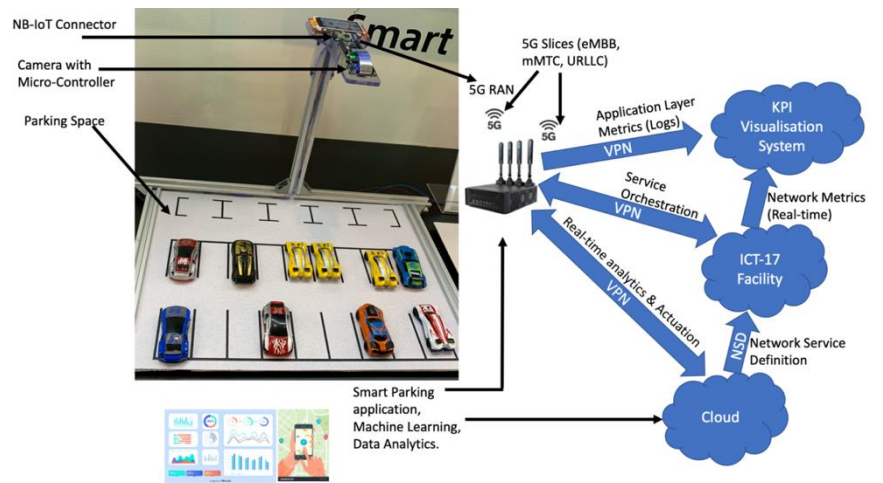 NB-IoT Connector
Camera with
Micro-Controller
Parking Space
Smart
5G Slices (eMBB,
mMTC, URLLC)
5G RAN
5G
5G
Application Layer
Metrics (Logs)
VPN
KPI
Visualisation
System
Service
Orchestration
VPN
Network Metrics
(Real-time)
ICT-17
Facility
Real-time analytics & Actuation
VPN
NSD
Network Service
Definition
Smart Parking
application,
Machine Learning,
Data Analytics.
Cloud